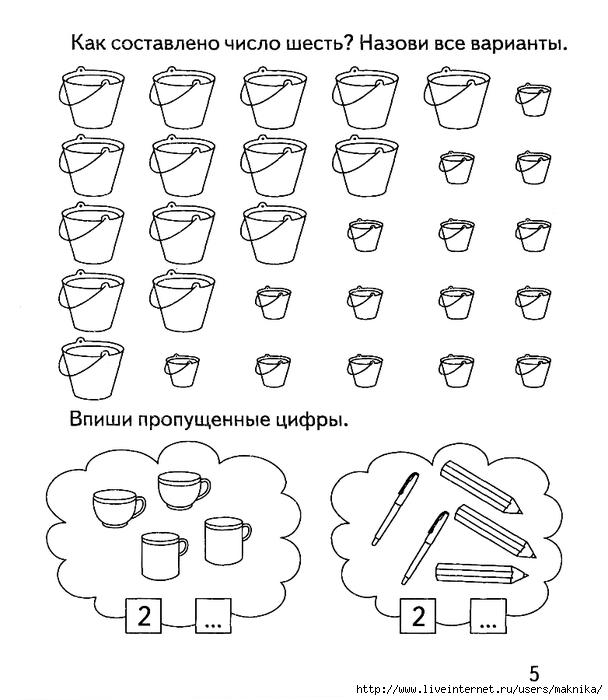 Как составлено число шесть? Назови все варианты.
Впиши пропущенные цифры.
2 ... 2 ...
5
http://www.liveinternet.ru/users/maknika/